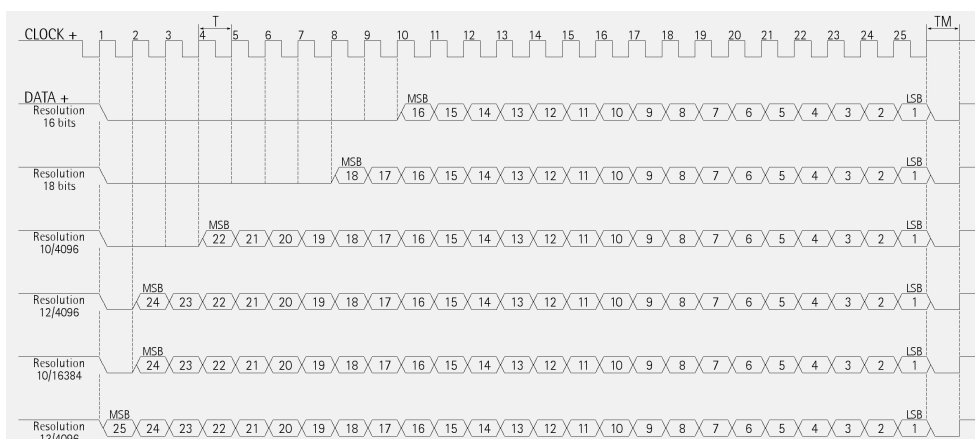 T TM
CLOCK + 1 2 3 4 5 6 7 8 9 10 11 12 13 14 15 16 17 18 19 20 21 22 23 24 25
DATA +
MSB LSB
Resolution 16 15 14 13 12 11 10 9 8 7 6 5 4 3 2 1
16 bits
MSB LSB
Resolution 18 17 16 15 14 13 12 11 10 9 8 7 6 5 4 3 2 1
18 bits
MSB LSB
Resolution 22 21 20 19 18 17 16 15 14 13 12 11 10 9 8 7 6 5 4 3 2 1
10/4096
MSB LSB
Resolution 24 23 22 21 20 19 18 17 16 15 14 13 12 11 10 9 8 7 6 5 4 3 2 1
12/4096
MSB LSB
Resolution 24 23 22 21 20 19 18 17 16 15 14 13 12 11 10 9 8 7 6 5 4 3 2 1
10/16384
MSB LSB
Resolution 25 24 23 22 21 20 19 18 17 16 15 14 13 12 11 10 9 8 7 6 5 4 3 2 1